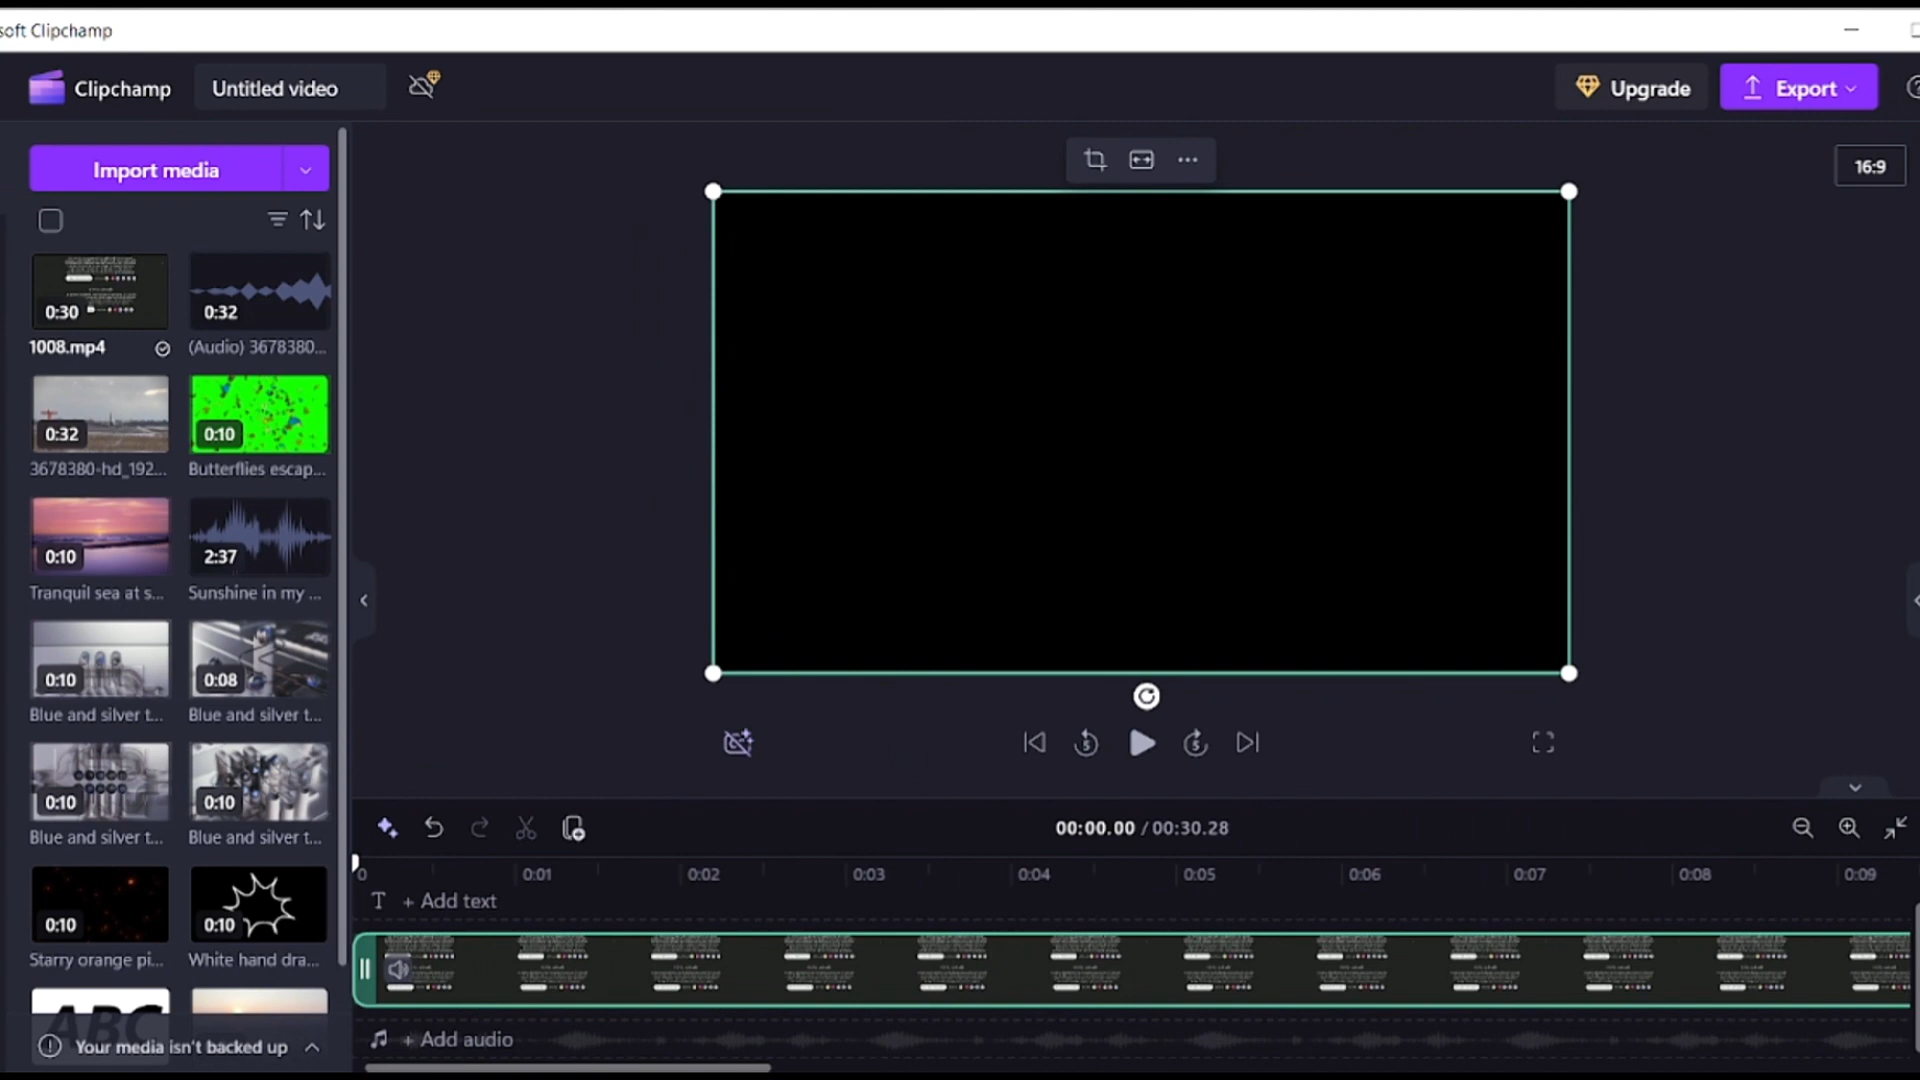 soft Clipchamp
Clipchamp
Untitled video
Upgrade
Export
Import media
16:9
0:30
0:32
1008.mp4
(Audio) 3678380...
0:32
0:10
3678380-hd_192...
Butterflies escap...
0:10
2:37
Tranquil sea at s...
Sunshine in my ...
0:10
0:08
Blue and silver t...
Blue and silver t...
0:10
0:10
Blue and silver t...
Blue and silver t...
0:10
0:10
Starry orange pi...
White hand dra...
ABC
Your media isn't backed up
5
5
00:00.00 / 00:30.28
0 0:01 0:02 0:03 0:04 0:05 0:06 0:07 0:08 0:09
T + Add text
+ Add audio